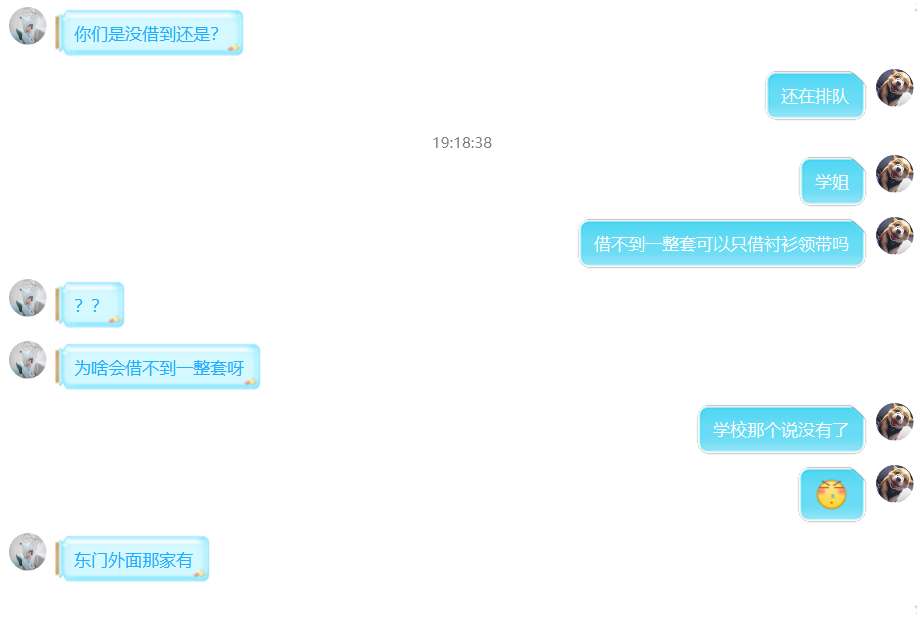 你们是没借到还是？
还在排队
19:18:38
学姐
借不到一整套可以只借衬衫领带吗
？？
为啥会借不到一整套呀
学校那个说没有了
东门外面那家有